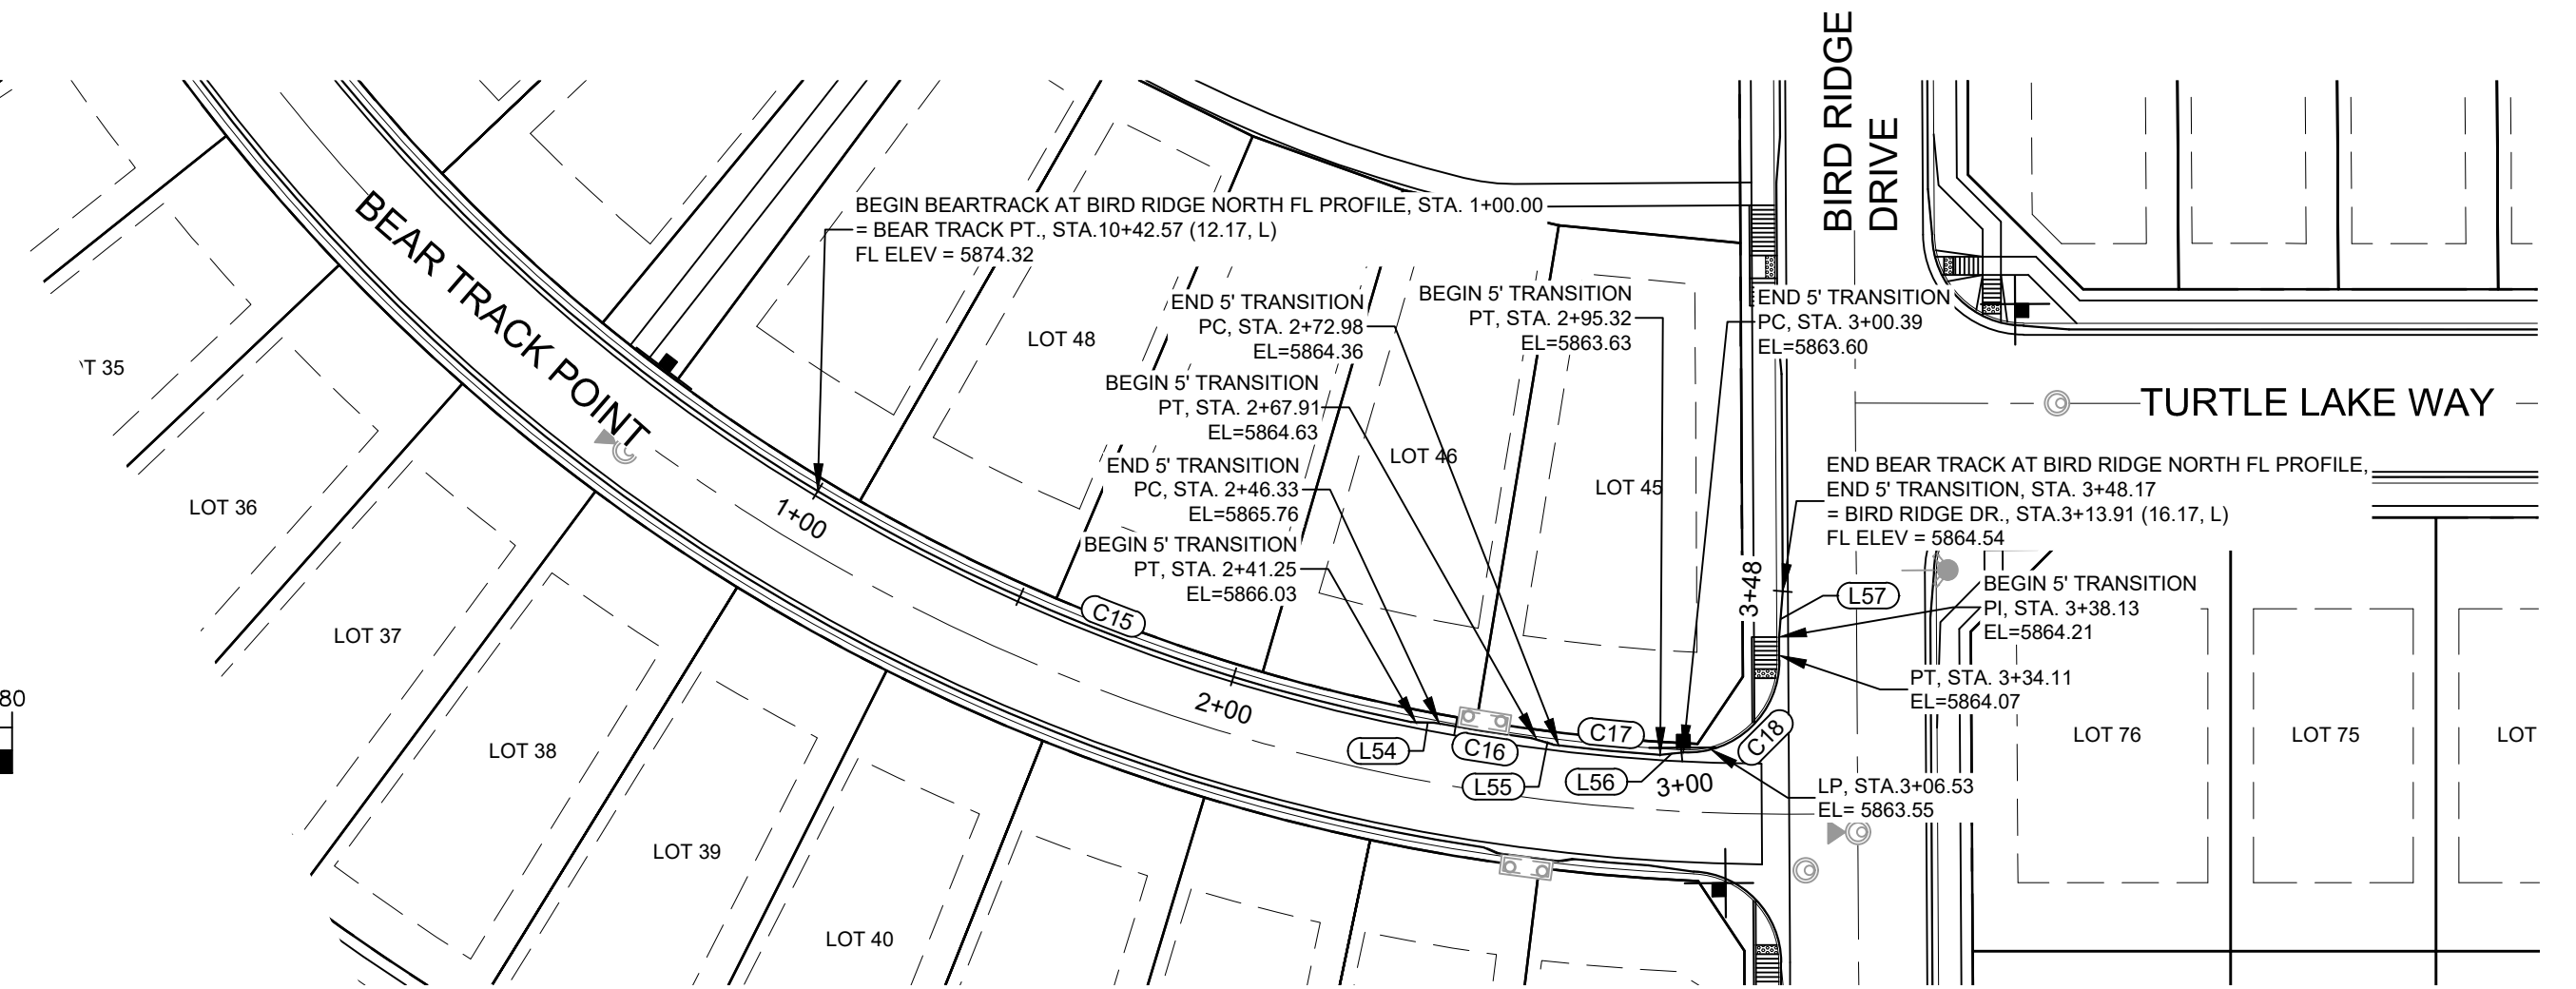 BIRD RIDGE
DRIVE
BEAR TRACK POINT
BEGIN BEARTRACK AT BIRD RIDGE NORTH FL PROFILE, STA. 1+00.00
= BEAR TRACK PT., STA.10+42.57 (12.17, L)
FL ELEV = 5874.32
END 5' TRANSITION
PC, STA. 2+72.98
EL=5864.36
BEGIN 5' TRANSITION
PT, STA. 2+95.32
EL=5863.63
END 5' TRANSITION
PC, STA. 3+00.39
EL=5863.60
LOT 48
T 35
BEGIN 5' TRANSITION
PT, STA. 2+67.91
EL=5864.63
TURTLE LAKE WAY
LOT 46
END 5' TRANSITION
PC, STA. 2+46.33
EL=5865.76
LOT 45
END BEAR TRACK AT BIRD RIDGE NORTH FL PROFILE,
END 5' TRANSITION, STA. 3+48.17
= BIRD RIDGE DR., STA.3+13.91 (16.17, L)
FL ELEV = 5864.54
LOT 36
1+00
BEGIN 5' TRANSITION
PT, STA. 2+41.25
EL=5866.03
3+48
L57
BEGIN 5' TRANSITION
PI, STA. 3+38.13
EL=5864.21
C15
LOT 37
PT, STA. 3+34.11
EL=5864.07
80
2+00
LOT 38
L54
C16
C17
C18
LOT 76
LOT 75
LOT
L55
L56
3+00
LP, STA.3+06.53
EL= 5863.55
LOT 39
LOT 40